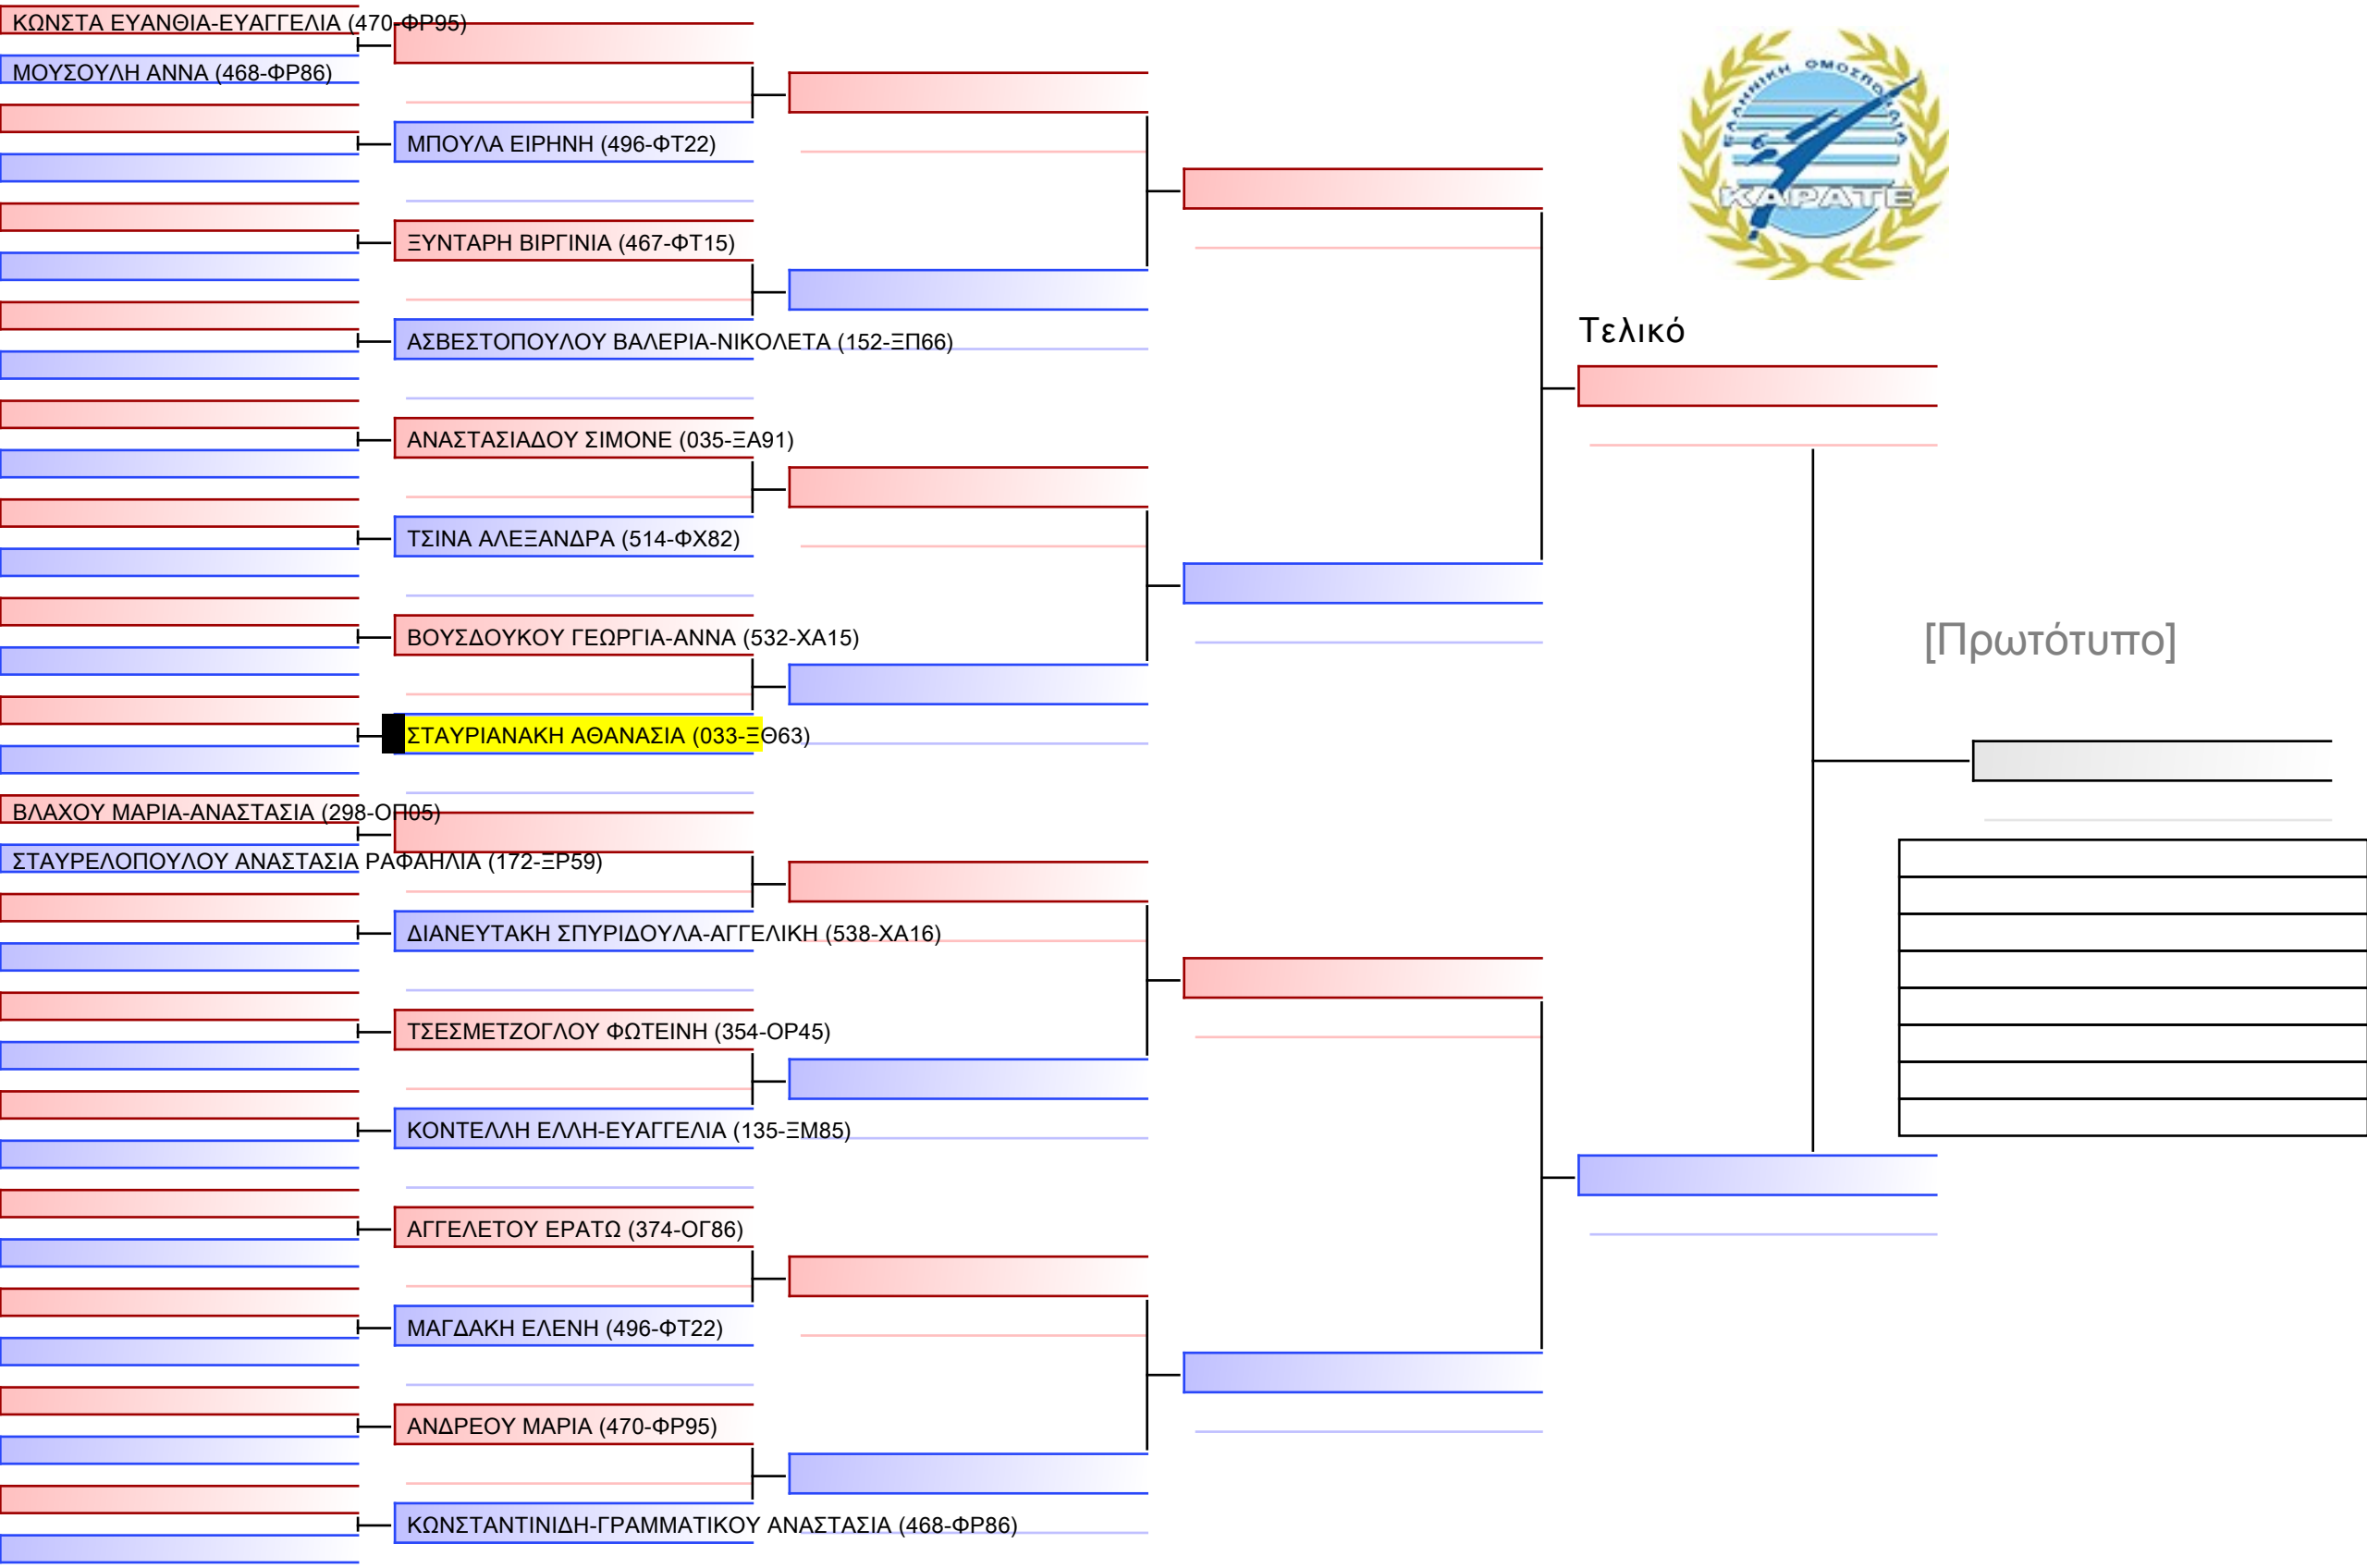 ΚΩΝΣΤΑ ΕΥΑΝΘΙΑ-ΕΥΑΓΓΕΛΙΑ (470-ΦΡ95)
ΜΟΥΣΟΥΛΗ ΑΝΝΑ (468-ΦΡ86)
ΜΠΟΥΛΑ ΕΙΡΗΝΗ (496-ΦΤ22)
ΞΥΝΤΑΡΗ ΒΙΡΓΙΝΙΑ (467-ΦΤ15)
ΑΣΒΕΣΤΟΠΟΥΛΟΥ ΒΑΛΕΡΙΑ-ΝΙΚΟΛΕΤΑ (152-ΞΠ66)
ΑΝΑΣΤΑΣΙΑΔΟΥ ΣΙΜΟΝΕ (035-ΞΑ91)
ΤΣΙΝΑ ΑΛΕΞΑΝΔΡΑ (514-ΦΧ82)
ΒΟΥΣΔΟΥΚΟΥ ΓΕΩΡΓΙΑ-ΑΝΝΑ (532-ΧΑ15)
ΣΤΑΥΡΙΑΝΑΚΗ ΑΘΑΝΑΣΙΑ (033-ΞΘ63)
ΒΛΑΧΟΥ ΜΑΡΙΑ-ΑΝΑΣΤΑΣΙΑ (298-ΟΠ05)
ΣΤΑΥΡΕΛΟΠΟΥΛΟΥ ΑΝΑΣΤΑΣΙΑ ΡΑΦΑΗΛΙΑ (172-ΞΡ59)
ΔΙΑΝΕΥΤΑΚΗ ΣΠΥΡΙΔΟΥΛΑ-ΑΓΓΕΛΙΚΗ (538-ΧΑ16)
ΤΣΕΣΜΕΤΖΟΓΛΟΥ ΦΩΤΕΙΝΗ (354-ΟΡ45)
ΚΟΝΤΕΛΛΗ ΕΛΛΗ-ΕΥΑΓΓΕΛΙΑ (135-ΞΜ85)
ΑΓΓΕΛΕΤΟΥ ΕΡΑΤΩ (374-ΟΓ86)
ΜΑΓΔΑΚΗ ΕΛΕΝΗ (496-ΦΤ22)
ΑΝΔΡΕΟΥ ΜΑΡΙΑ (470-ΦΡ95)
ΚΩΝΣΤΑΝΤΙΝΙΔΗ-ΓΡΑΜΜΑΤΙΚΟΥ ΑΝΑΣΤΑΣΙΑ (468-ΦΡ86)
ΕΛΛΗΝΙΚΗ ΟΜΟΣΠΟΝΔΙΑ
ΚΑΡΑΤΕ
Τελικό
[Πρωτότυπο]